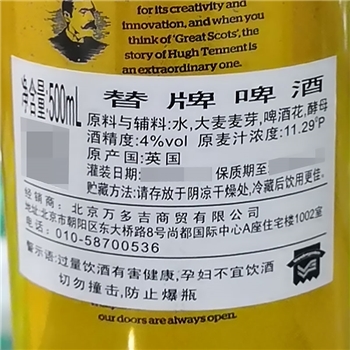 for its creativity and
innovation, and when you
think of 'Great Scots', the
story of Hugh Tennent is
an extraordinary one.
净含量:500mL
替牌啤酒
原料与辅料:水,大麦麦芽,啤酒花,酵母
酒精度:4%vol 原麦汁浓度:11.29°P
原产国:英国
灌装日期: 保质期至
贮藏方法:请存放于阴凉干燥处,冷藏后饮用更佳。
经销商:北京万多吉商贸有限公司
地址:北京市朝阳区东大桥路8号尚都国际中心A座住宅楼1002室
电话:010-58700536
警示语:过量饮酒有害健康,孕妇不宜饮酒
切勿撞击,防止爆瓶
our doors are always open.